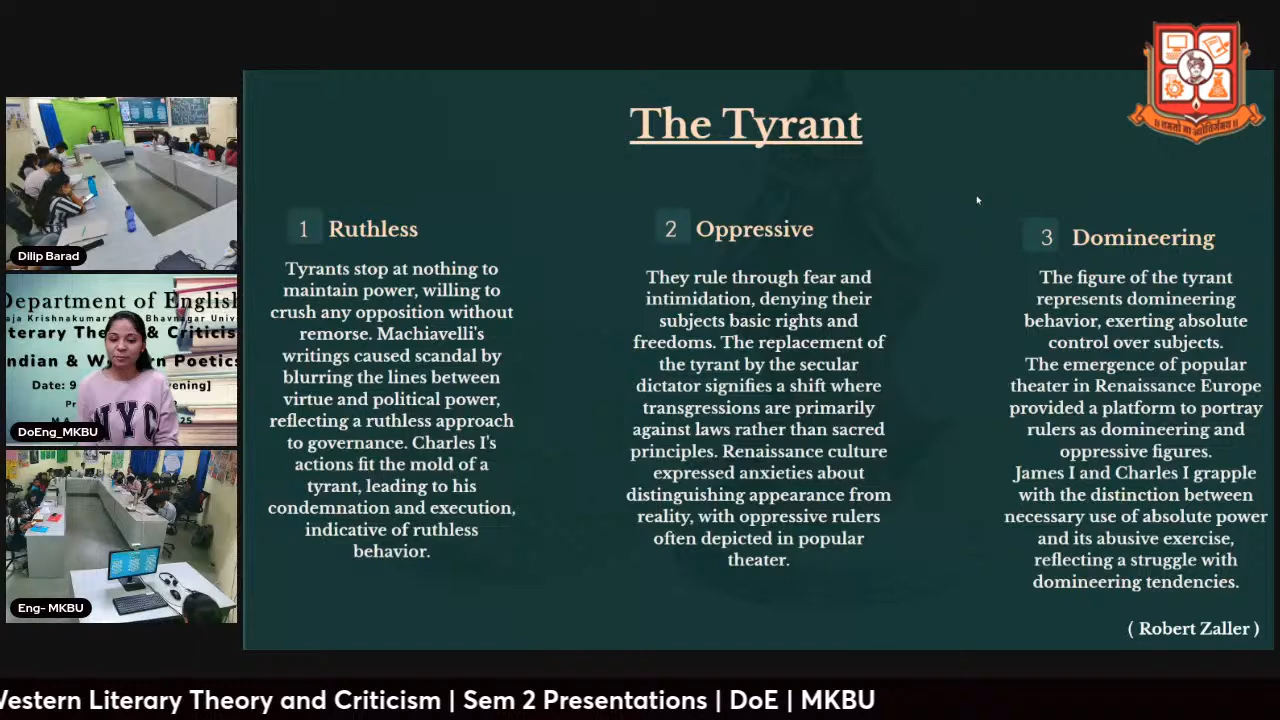 The Tyrant
1 Ruthless
Tyrants stop at nothing to
maintain power, willing to
crush any opposition without
remorse. Machiavelli's
writings caused scandal by
blurring the lines between
virtue and political power,
reflecting a ruthless approach
to governance. Charles I's
actions fit the mold of a
tyrant, leading to his
condemnation and execution,
indicative of ruthless
behavior.
2 Oppressive
They rule through fear and
intimidation, denying their
subjects basic rights and
freedoms. The replacement of
the tyrant by the secular
dictator signifies a shift where
transgressions are primarily
against laws rather than sacred
principles. Renaissance culture
expressed anxieties about
distinguishing appearance from
reality, with oppressive rulers
often depicted in popular
theater.
3 Domineering
The figure of the tyrant
represents domineering
behavior, exerting absolute
control over subjects.
The emergence of popular
theater in Renaissance Europe
provided a platform to portray
rulers as domineering and
oppressive figures.
James I and Charles I grapple
with the distinction between
necessary use of absolute power
and its abusive exercise,
reflecting a struggle with
domineering tendencies.
( Robert Zaller )
Dilip Barad
Department of English
Krishnakumars Bhavnagar Univ
terary The & Criticis
ndian & W rn Poetics
Date: 9 ening]
NYC
DoEng_MKBU
Eng- MKBU
Western Literary Theory and Criticism | Sem 2 Presentations | DoE | MKBU